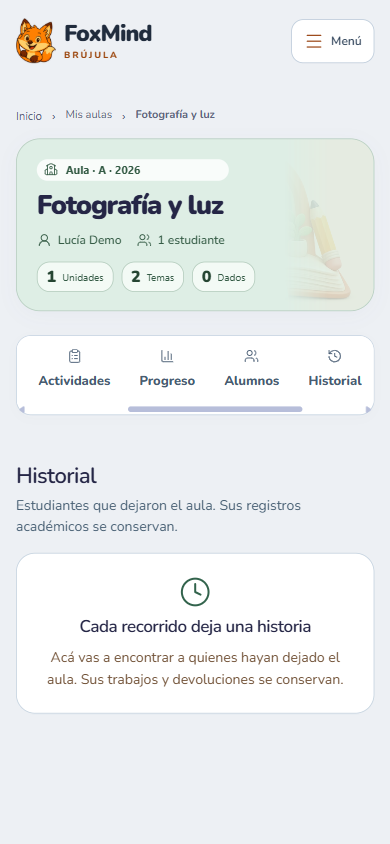 FoxMind
BRÚJULA
Menú
Inicio › Mis aulas › Fotografía y luz
Aula · A · 2026
Fotografía y luz
Lucía Demo 1 estudiante
1 Unidades 2 Temas 0 Dados
Actividades Progreso Alumnos Historial
Historial
Estudiantes que dejaron el aula. Sus registros
académicos se conservan.
Cada recorrido deja una historia
Acá vas a encontrar a quienes hayan dejado el
aula. Sus trabajos y devoluciones se conservan.